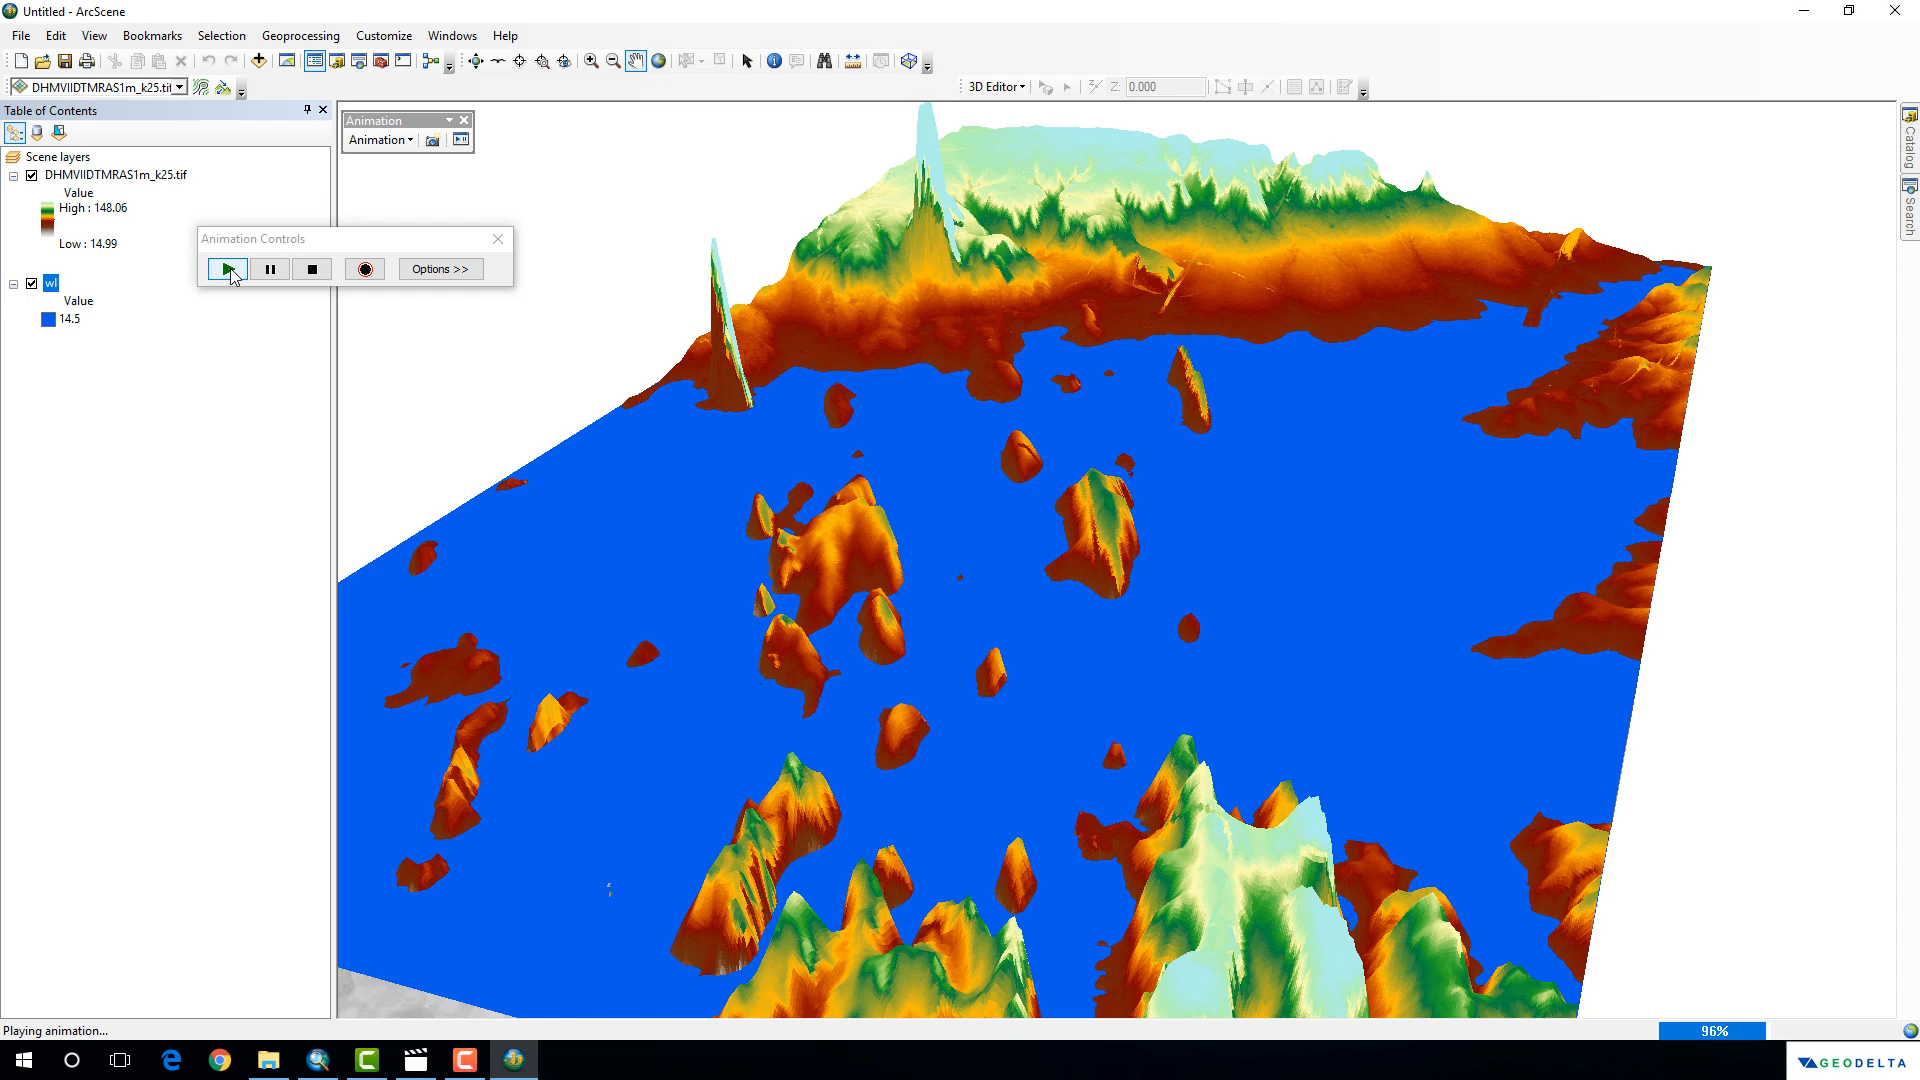 Untitled - ArcScene
File Edit View Bookmarks Selection Geoprocessing Customize Windows Help
DHMVIIDTMRAS1m_k25.tif
3D Editor
Z:
0.000
Table of Contents
Scene layers
DHMVIIDTMRAS1m_k25.tif
Value
High : 148.06
Low : 14.99
wl
Value
14.5
Animation
Animation
Animation Controls
Options >>
Catalog
Search
Playing animation...
96%
GEODELTA